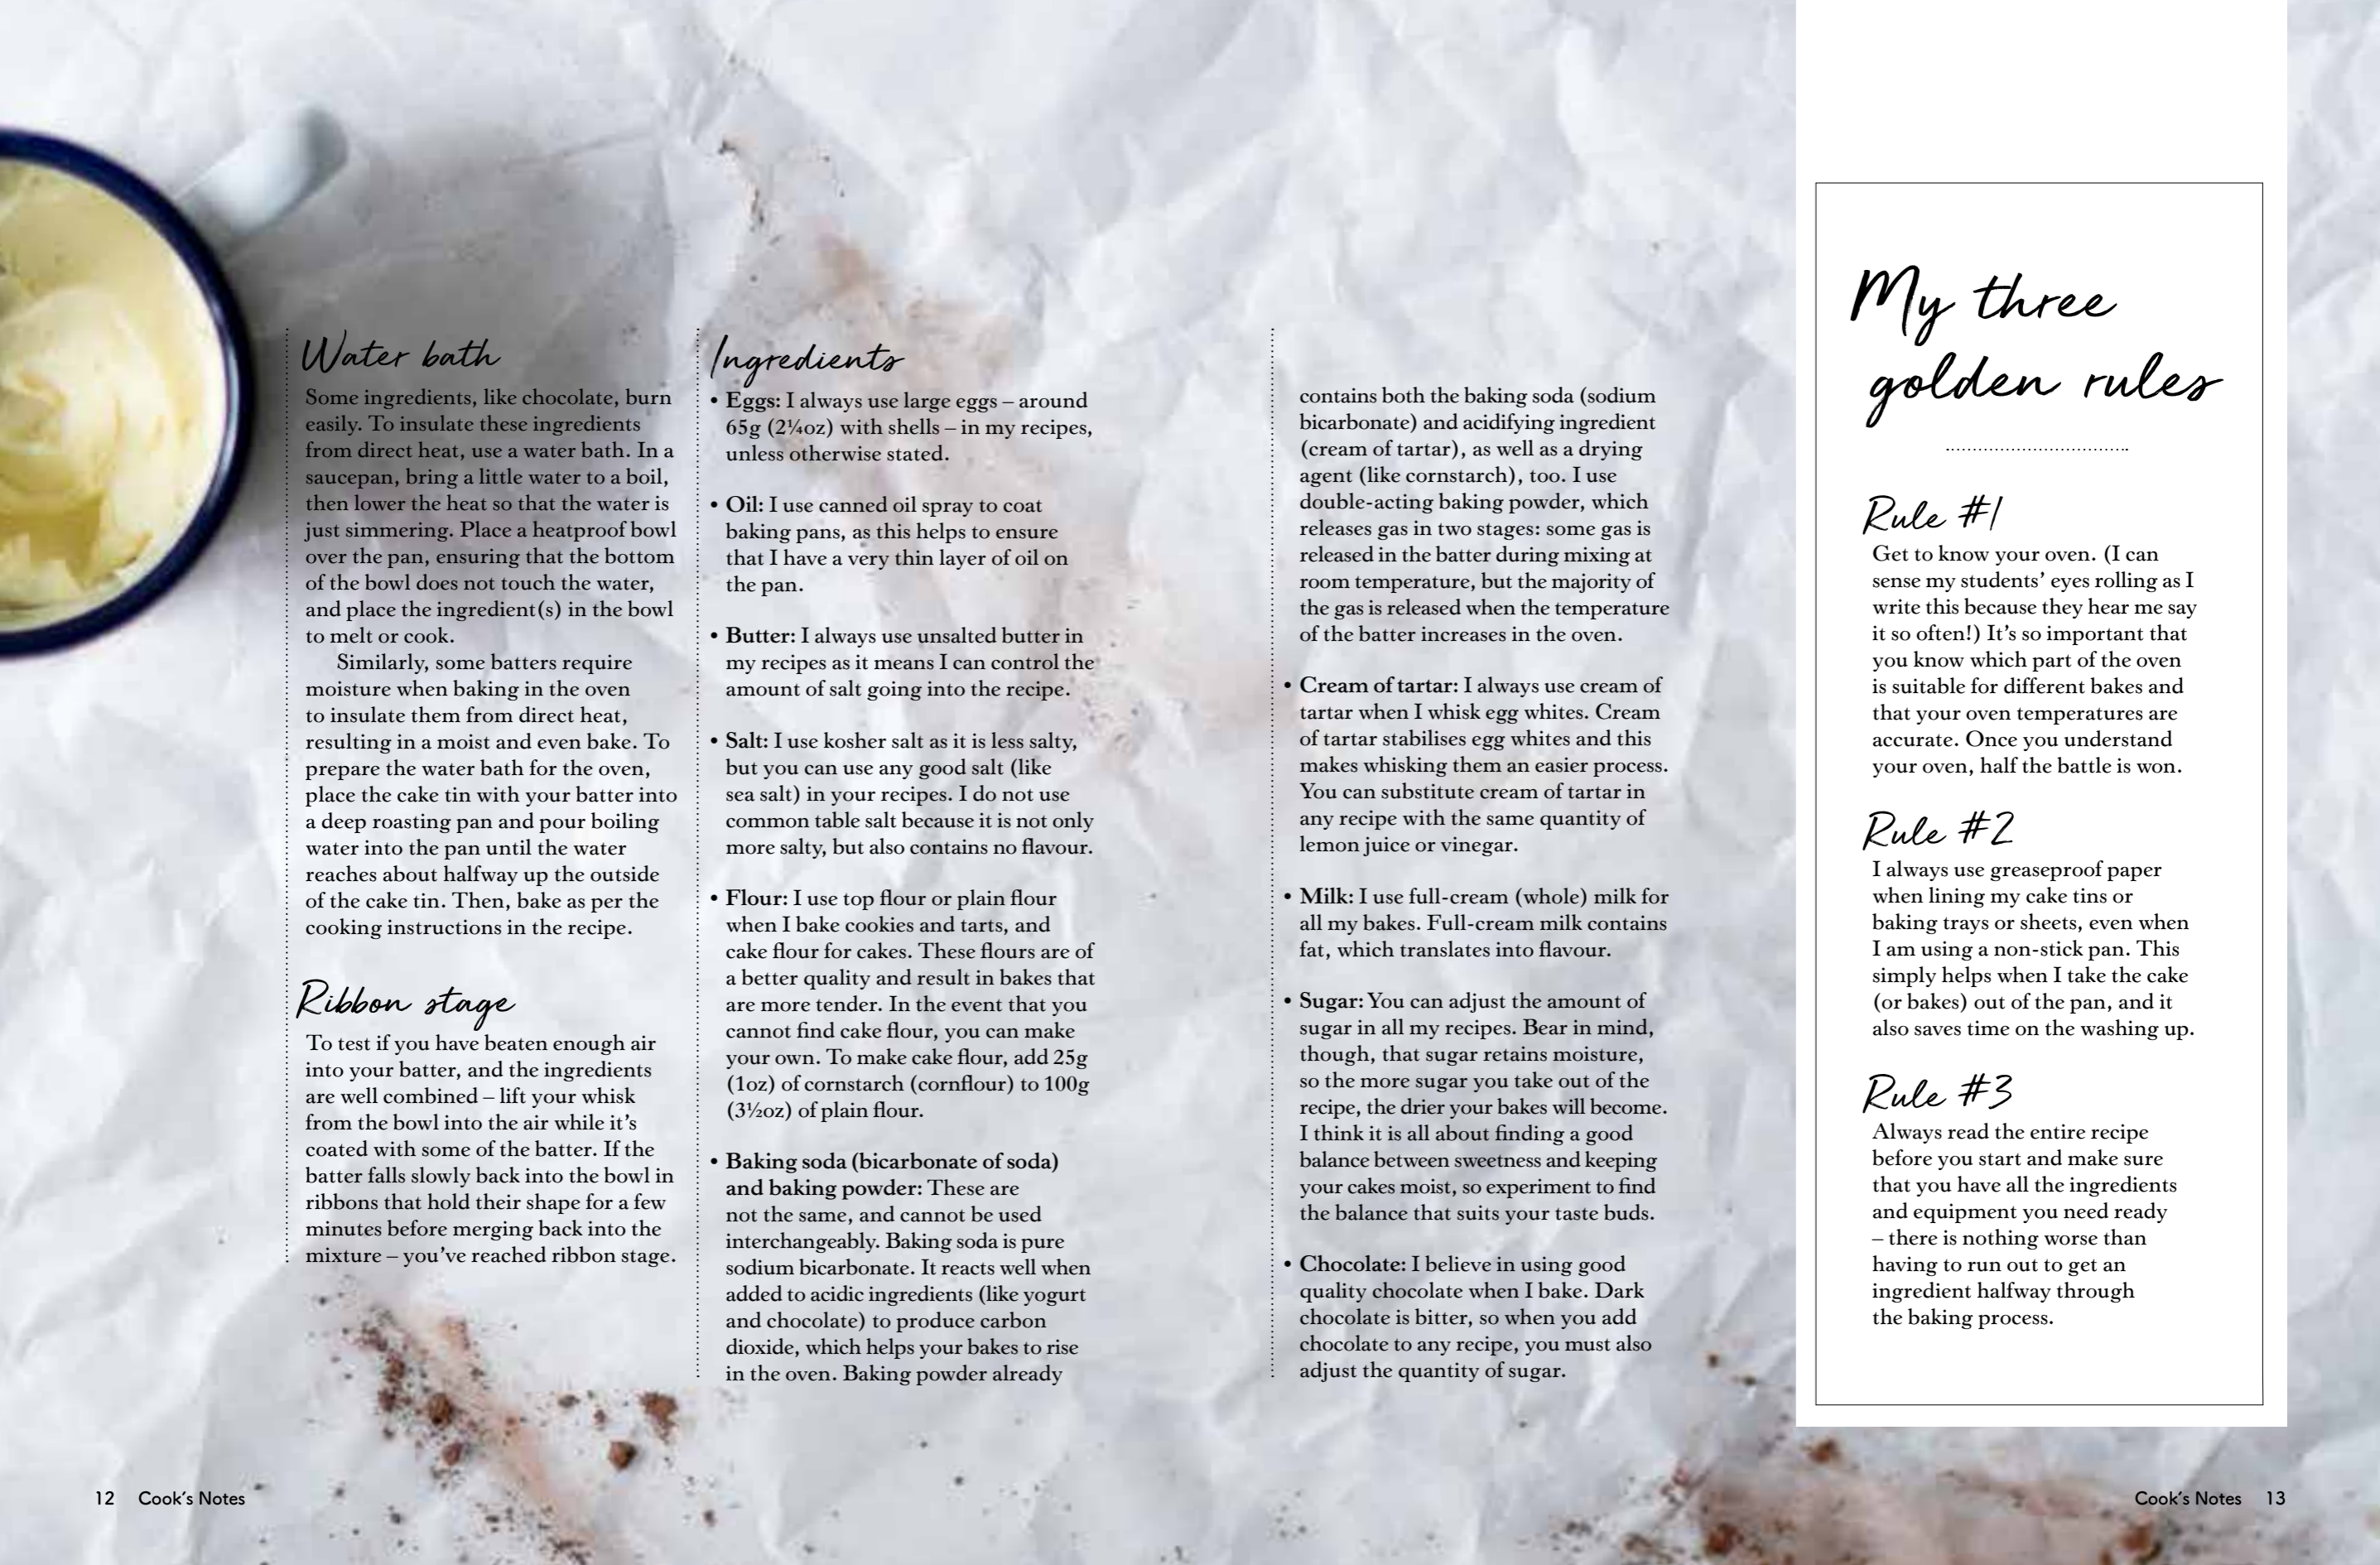 Water bath
Some ingredients, like chocolate, burn
easily. To insulate these ingredients
from direct heat, use a water bath. In a
saucepan, bring a little water to a boil,
then lower the heat so that the water is
just simmering. Place a heatproof bowl
over the pan, ensuring that the bottom
of the bowl does not touch the water,
and place the ingredient(s) in the bowl
to melt or cook.
Similarly, some batters require
moisture when baking in the oven
to insulate them from direct heat,
resulting in a moist and even bake. To
prepare the water bath for the oven,
place the cake tin with your batter into
a deep roasting pan and pour boiling
water into the pan until the water
reaches about halfway up the outside
of the cake tin. Then, bake as per the
cooking instructions in the recipe.
Ribbon stage
To test if you have beaten enough air
into your batter, and the ingredients
are well combined – lift your whisk
from the bowl into the air while it’s
coated with some of the batter. If the
batter falls slowly back into the bowl in
ribbons that hold their shape for a few
minutes before merging back into the
mixture – you’ve reached ribbon stage.
Ingredients
• Eggs: I always use large eggs – around
65g (2¼oz) with shells – in my recipes,
unless otherwise stated.
• Oil: I use canned oil spray to coat
baking pans, as this helps to ensure
that I have a very thin layer of oil on
the pan.
• Butter: I always use unsalted butter in
my recipes as it means I can control the
amount of salt going into the recipe.
• Salt: I use kosher salt as it is less salty,
but you can use any good salt (like
sea salt) in your recipes. I do not use
common table salt because it is not only
more salty, but also contains no flavour.
• Flour: I use top flour or plain flour
when I bake cookies and tarts, and
cake flour for cakes. These flours are of
a better quality and result in bakes that
are more tender. In the event that you
cannot find cake flour, you can make
your own. To make cake flour, add 25g
(1oz) of cornstarch (cornflour) to 100g
(3½oz) of plain flour.
• Baking soda (bicarbonate of soda)
and baking powder: These are
not the same, and cannot be used
interchangeably. Baking soda is pure
sodium bicarbonate. It reacts well when
added to acidic ingredients (like yogurt
and chocolate) to produce carbon
dioxide, which helps your bakes to rise
in the oven. Baking powder already
contains both the baking soda (sodium
bicarbonate) and acidifying ingredient
(cream of tartar), as well as a drying
agent (like cornstarch), too. I use
double-acting baking powder, which
releases gas in two stages: some gas is
released in the batter during mixing at
room temperature, but the majority of
the gas is released when the temperature
of the batter increases in the oven.
• Cream of tartar: I always use cream of
tartar when I whisk egg whites. Cream
of tartar stabilises egg whites and this
makes whisking them an easier process.
You can substitute cream of tartar in
any recipe with the same quantity of
lemon juice or vinegar.
• Milk: I use full-cream (whole) milk for
all my bakes. Full-cream milk contains
fat, which translates into flavour.
• Sugar: You can adjust the amount of
sugar in all my recipes. Bear in mind,
though, that sugar retains moisture,
so the more sugar you take out of the
recipe, the drier your bakes will become.
I think it is all about finding a good
balance between sweetness and keeping
your cakes moist, so experiment to find
the balance that suits your taste buds.
• Chocolate: I believe in using good
quality chocolate when I bake. Dark
chocolate is bitter, so when you add
chocolate to any recipe, you must also
adjust the quantity of sugar.
My three
golden rules
Rule #1
Get to know your oven. (I can
sense my students’ eyes rolling as I
write this because they hear me say
it so often!) It’s so important that
you know which part of the oven
is suitable for different bakes and
that your oven temperatures are
accurate. Once you understand
your oven, half the battle is won.
Rule #2
I always use greaseproof paper
when lining my cake tins or
baking trays or sheets, even when
I am using a non-stick pan. This
simply helps when I take the cake
(or bakes) out of the pan, and it
also saves time on the washing up.
Rule #3
Always read the entire recipe
before you start and make sure
that you have all the ingredients
and equipment you need ready
– there is nothing worse than
having to run out to get an
ingredient halfway through
the baking process.
12 Cook’s Notes
Cook’s Notes 13